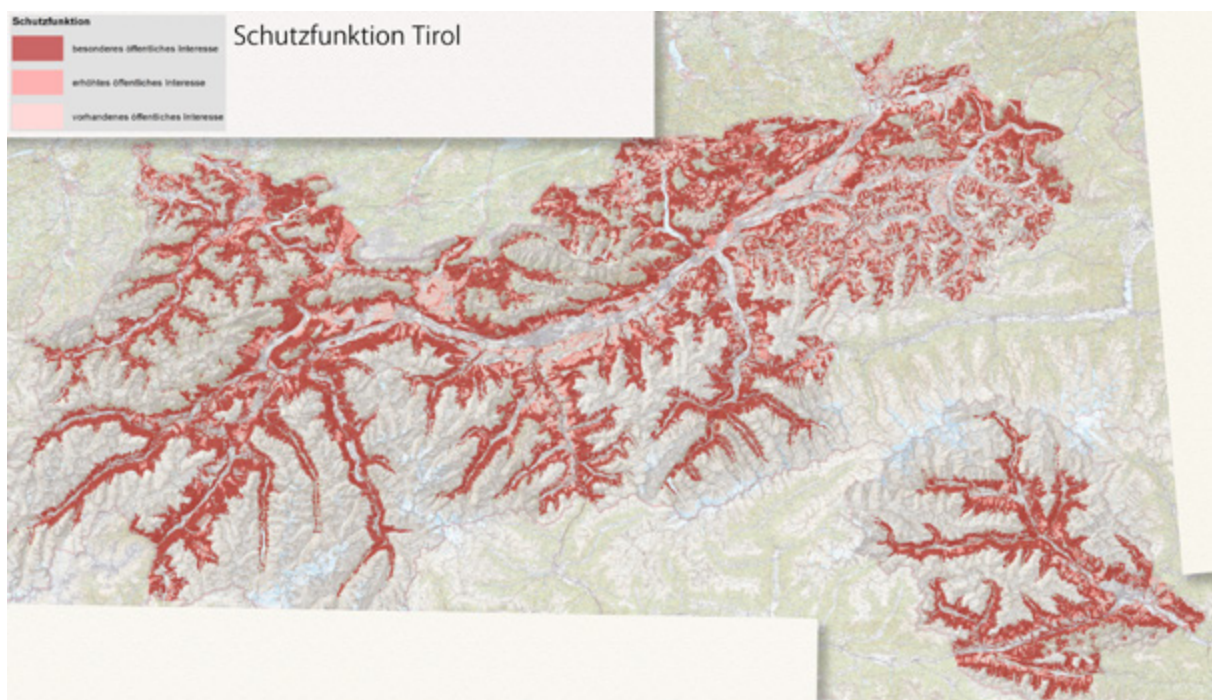 Schutzfunktion
besonderes öffentliches Interesse
erhöhtes öffentliches Interesse
vorhandenes öffentliches Interesse
Schutzfunktion Tirol